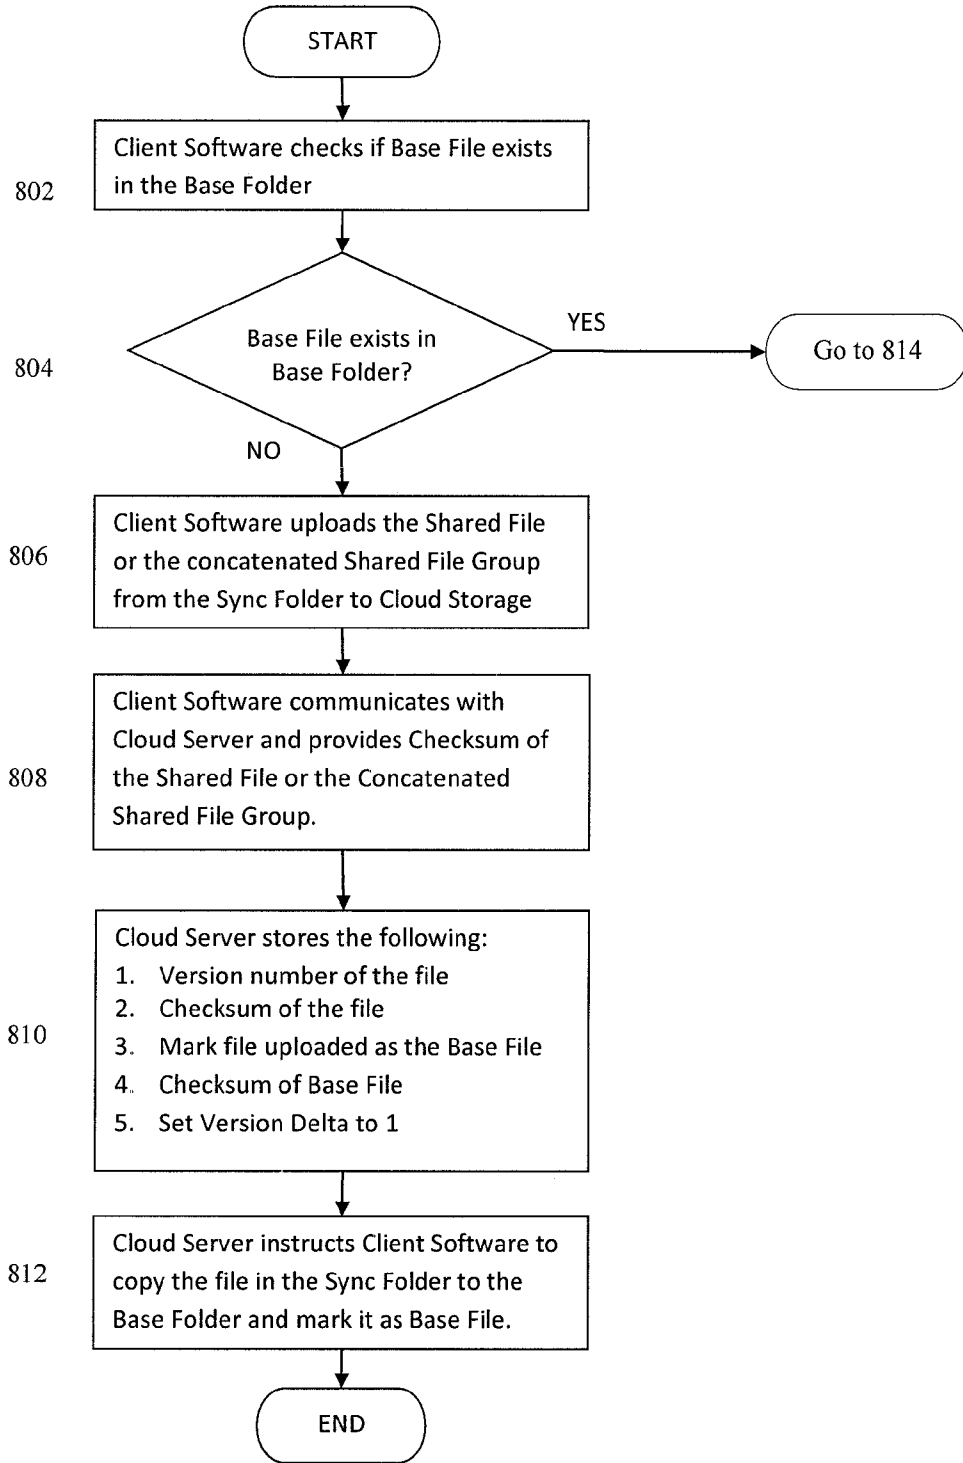 START
Client Software checks if Base File exists
in the Base Folder
802
Base File exists in
Base Folder?
804
YES
Go to 814
NO
Client Software uploads the Shared File
or the concatenated Shared File Group
from the Sync Folder to Cloud Storage
806
Client Software communicates with
Cloud Server and provides Checksum of
the Shared File or the Concatenated
Shared File Group.
808
Cloud Server stores the following:
1. Version number of the file
2. Checksum of the file
3. Mark file uploaded as the Base File
4. Checksum of Base File
5. Set Version Delta to 1
810
Cloud Server instructs Client Software to
copy the file in the Sync Folder to the
Base Folder and mark it as Base File.
812
END